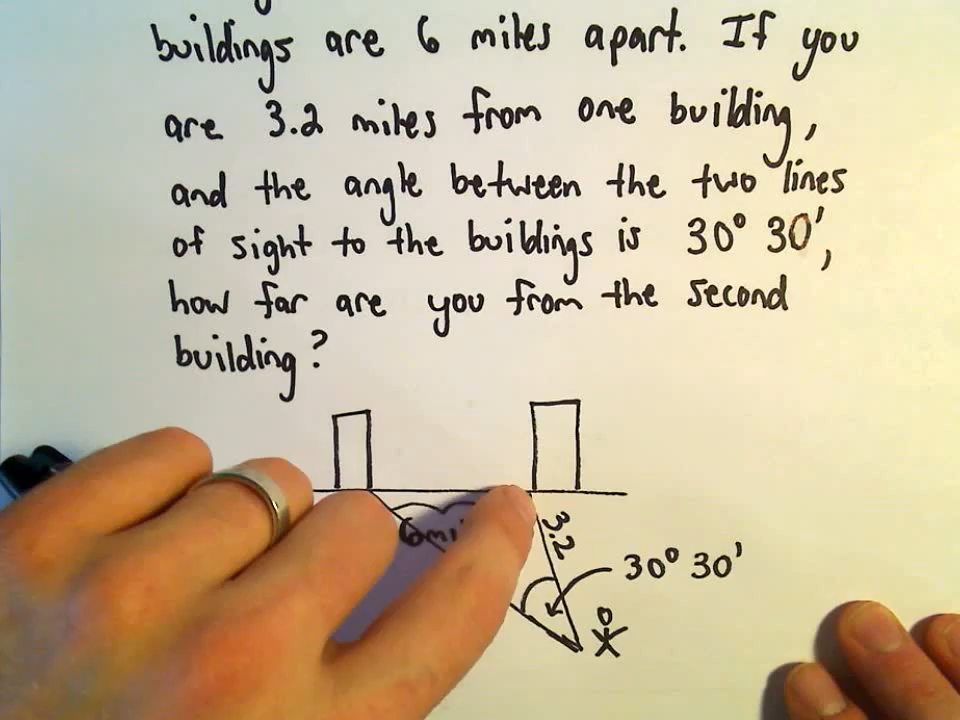 buildings are 6 miles apart. If you
are 3.2 miles from one building,
and the angle between the two lines
of sight to the buildings is 30° 30',
how far are you from the second
building?
3.2
30° 30'